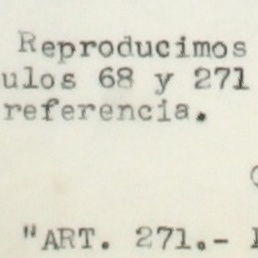 Reproducimos
ulos 68 y 271
referencia.
"ART. 271.-